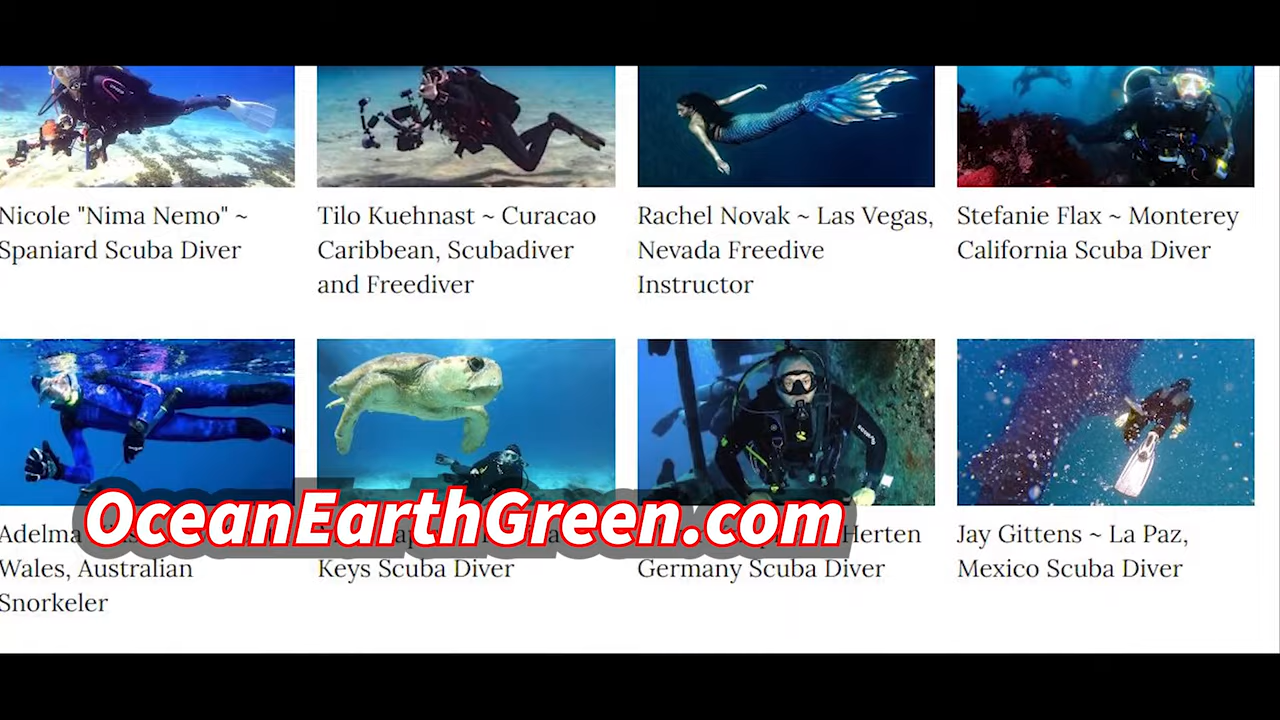 Nicole "Nima Nemo" ~
Spaniard Scuba Diver
Tilo Kuehnast ~ Curacao
Caribbean, Scubadiver
and Freediver
Rachel Novak ~ Las Vegas,
Nevada Freedive
Instructor
Stefanie Flax ~ Monterey
California Scuba Diver
OceanEarthGreen.com
Adelma
Wales, Australian
Snorkeler
Keys Scuba Diver
Herten
Germany Scuba Diver
Jay Gittens ~ La Paz,
Mexico Scuba Diver